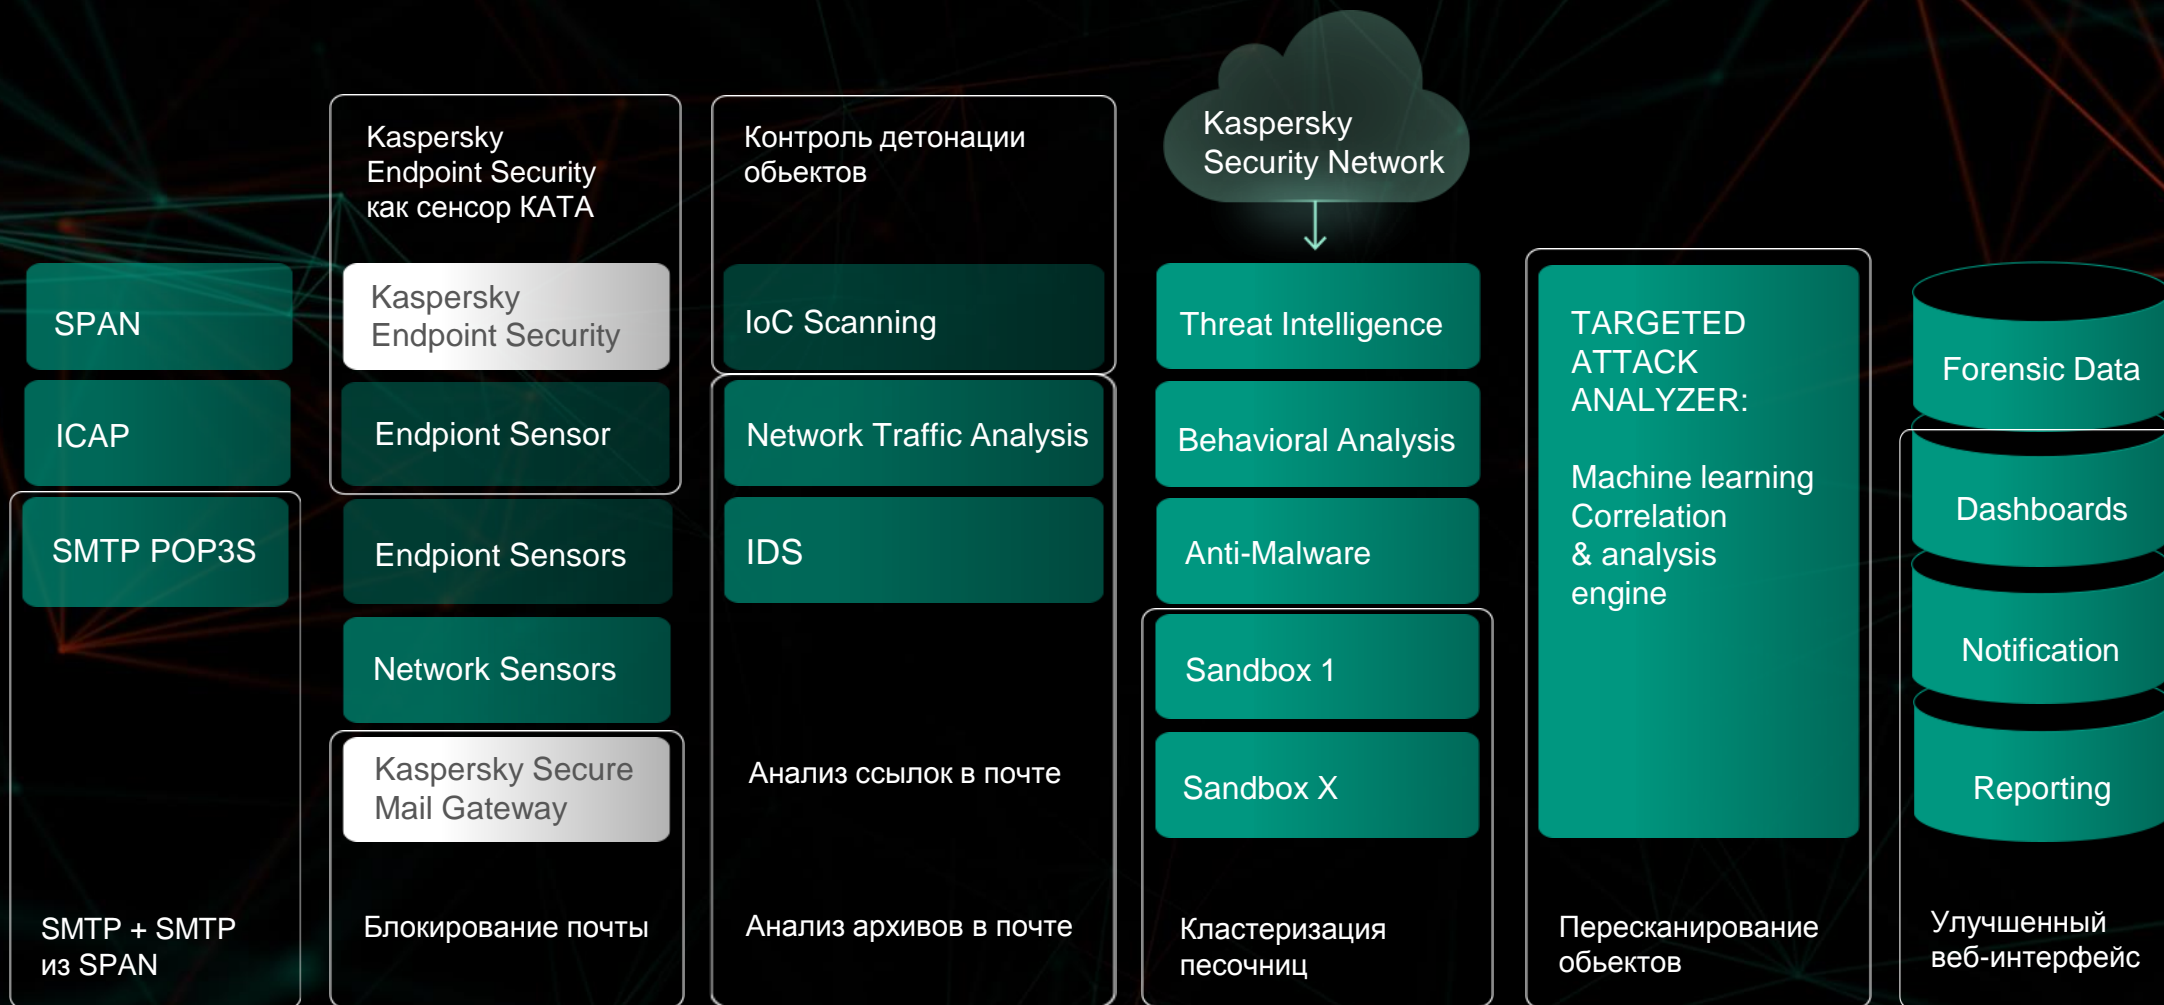 SPAN
ICAP
SMTP POP3S
SMTP + SMTP
из SPAN
Kaspersky
Endpoint Security
как сенсор КАТА
Kaspersky
Endpoint Security
Endpiont Sensor
Endpiont Sensors
Network Sensors
Kaspersky Secure
Mail Gateway
Блокирование почты
Контроль детонации
обьектов
IoC Scanning
Network Traffic Analysis
IDS
Анализ ссылок в почте
Анализ архивов в почте
Kaspersky
Security Network
Threat Intelligence
Behavioral Analysis
Anti-Malware
Sandbox 1
Sandbox X
Кластеризация
песочниц
TARGETED
ATTACK
ANALYZER:
Machine learning
Correlation
& analysis
engine
Пересканирование
обьектов
Forensic Data
Dashboards
Notification
Reporting
Улучшенный
веб-интерфейс